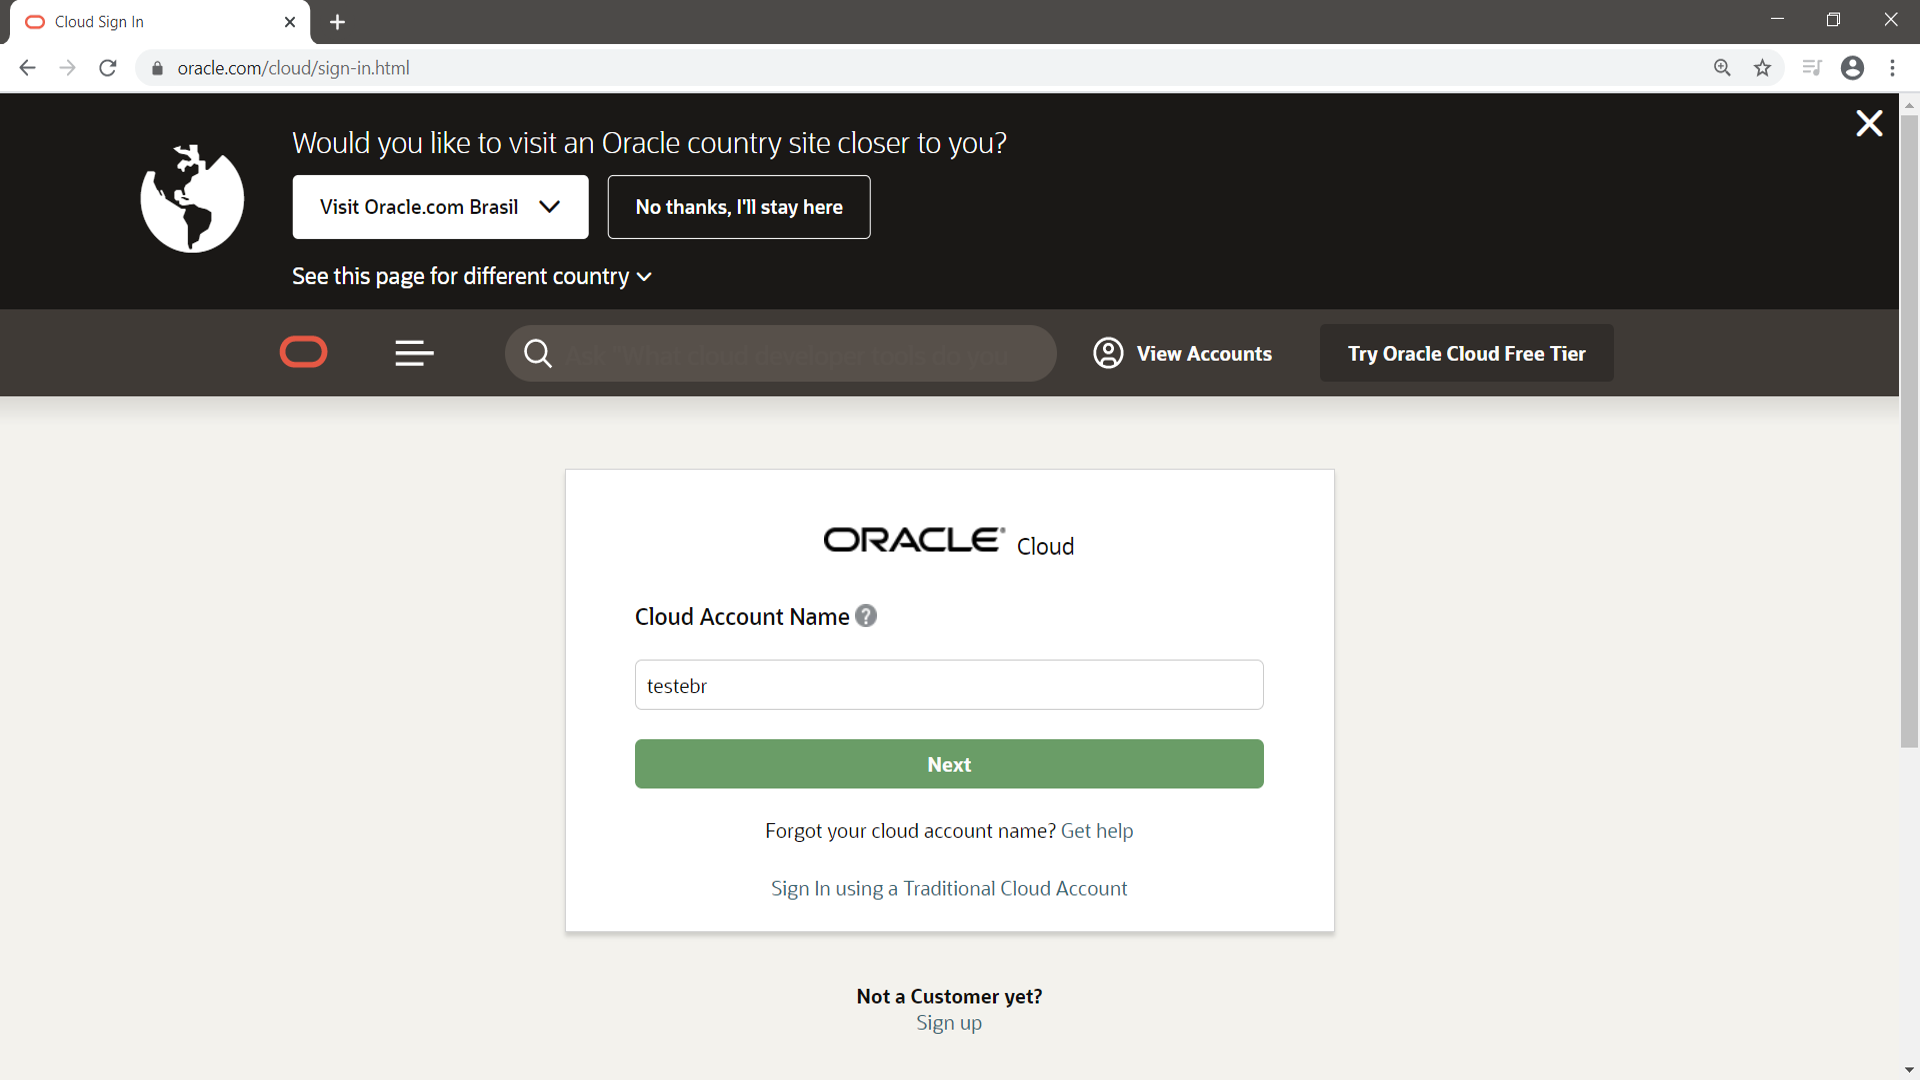 Cloud Sign In
oracle.com/cloud/sign-in.html
Would you like to visit an Oracle country site closer to you?
Visit Oracle.com Brasil
No thanks, I'll stay here
See this page for different country
Ask "What cloud developer tools do you
View Accounts
Try Oracle Cloud Free Tier
ORACLE® Cloud
Cloud Account Name ?
testebr
Next
Forgot your cloud account name? Get help
Sign In using a Traditional Cloud Account
Not a Customer yet?
Sign up